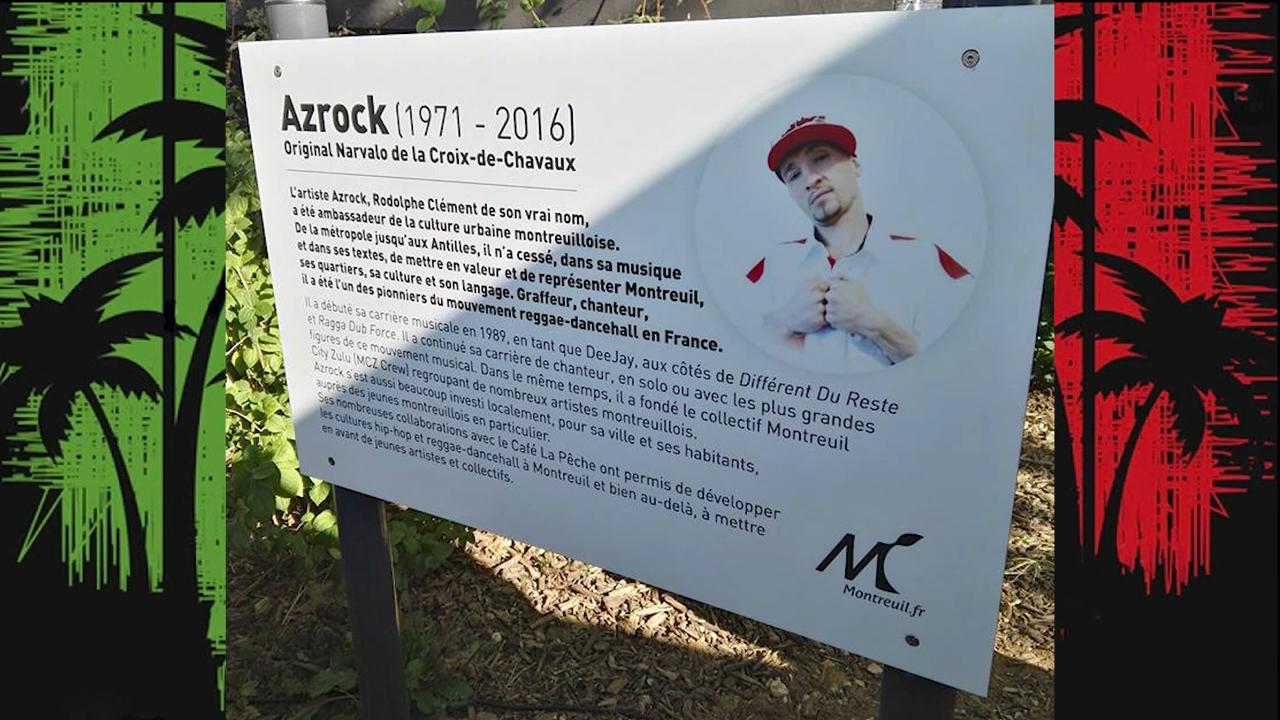 Azrock (1971 - 2016)
Original Narvalo de la Croix-de-Chavaux
L'artiste Azrock, Rodolphe Clément de son vrai nom,
a été ambassadeur de la culture urbaine montreuilloise.
De la métropole jusqu'aux Antilles, il n'a cessé, dans sa musique
et dans ses textes, de mettre en valeur et de représenter Montreuil,
ses quartiers, sa culture et son langage. Graffeur, chanteur,
il a été l'un des pionniers du mouvement reggae-dancehall en France.
Il a débuté sa carrière musicale en 1989, en tant que DeeJay, aux côtés de Différent Du Reste
et Ragga Dub Force. Il a continué sa carrière de chanteur, en solo ou avec les plus grandes
figures de ce mouvement musical. Dans le même temps, il a fondé le collectif Montreuil
City Zulu (MCZ Crew) regroupant de nombreux artistes montreuillois.
Azrock s'est aussi beaucoup investi localement, pour sa ville et ses habitants,
auprès des jeunes montreuillois en particulier.
Ses nombreuses collaborations avec le Café La Pêche ont permis de développer
les cultures hip-hop et reggae-dancehall à Montreuil et bien au-delà, à mettre
en avant de jeunes artistes et collectifs.
Montreuil.fr